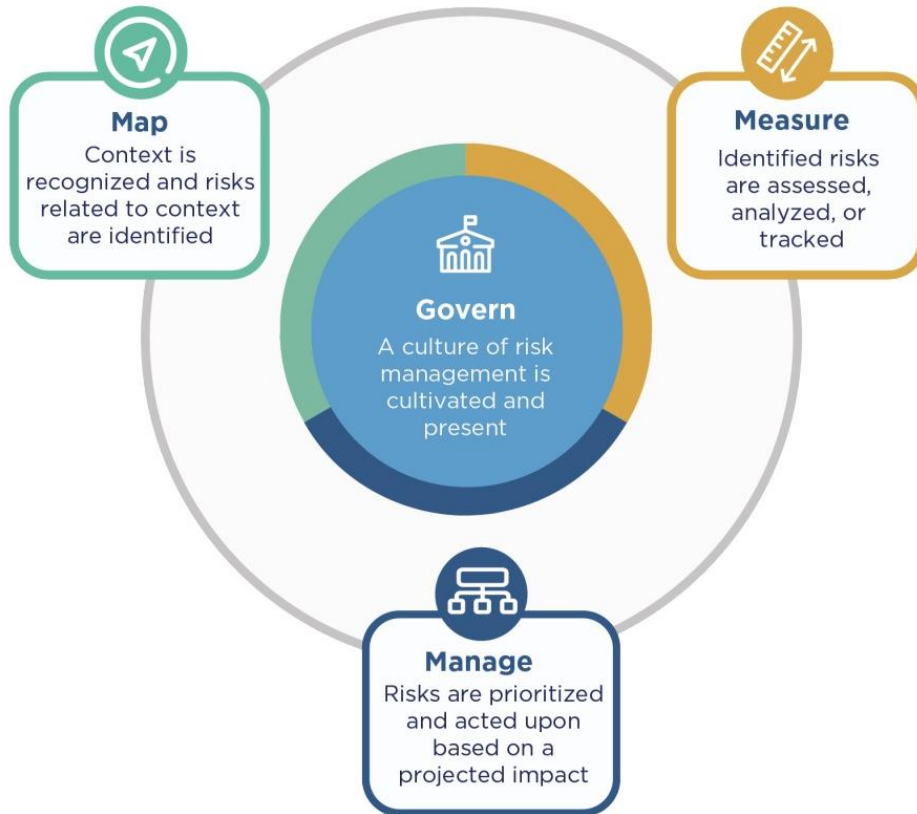 Map
Context is
recognized and risks
related to context
are identified
Measure
Identified risks
are assessed,
analyzed, or
tracked
Govern
A culture of risk
management is
cultivated and
present
Manage
Risks are prioritized
and acted upon
based on a
projected impact